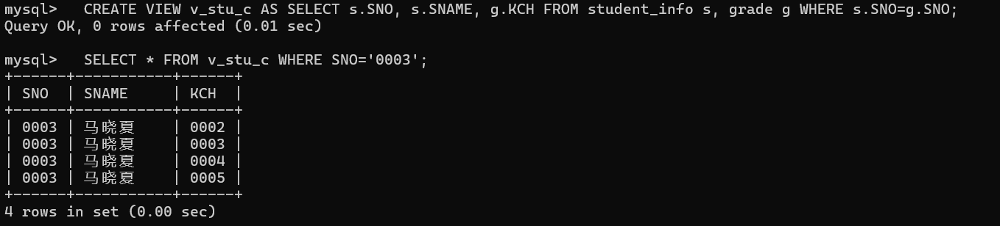 mysql>   CREATE VIEW v_stu_c AS SELECT s.SNO, s.SNAME, g.KCH FROM student_info s, grade g WHERE s.SNO=g.SNO;
Query OK, 0 rows affected (0.01 sec)

mysql>   SELECT * FROM v_stu_c WHERE SNO='0003';
+------+-----------+------+
| SNO  | SNAME     | KCH  |
+------+-----------+------+
| 0003 | 马晓夏    | 0002 |
| 0003 | 马晓夏    | 0003 |
| 0003 | 马晓夏    | 0004 |
| 0003 | 马晓夏    | 0005 |
+------+-----------+------+
4 rows in set (0.00 sec)